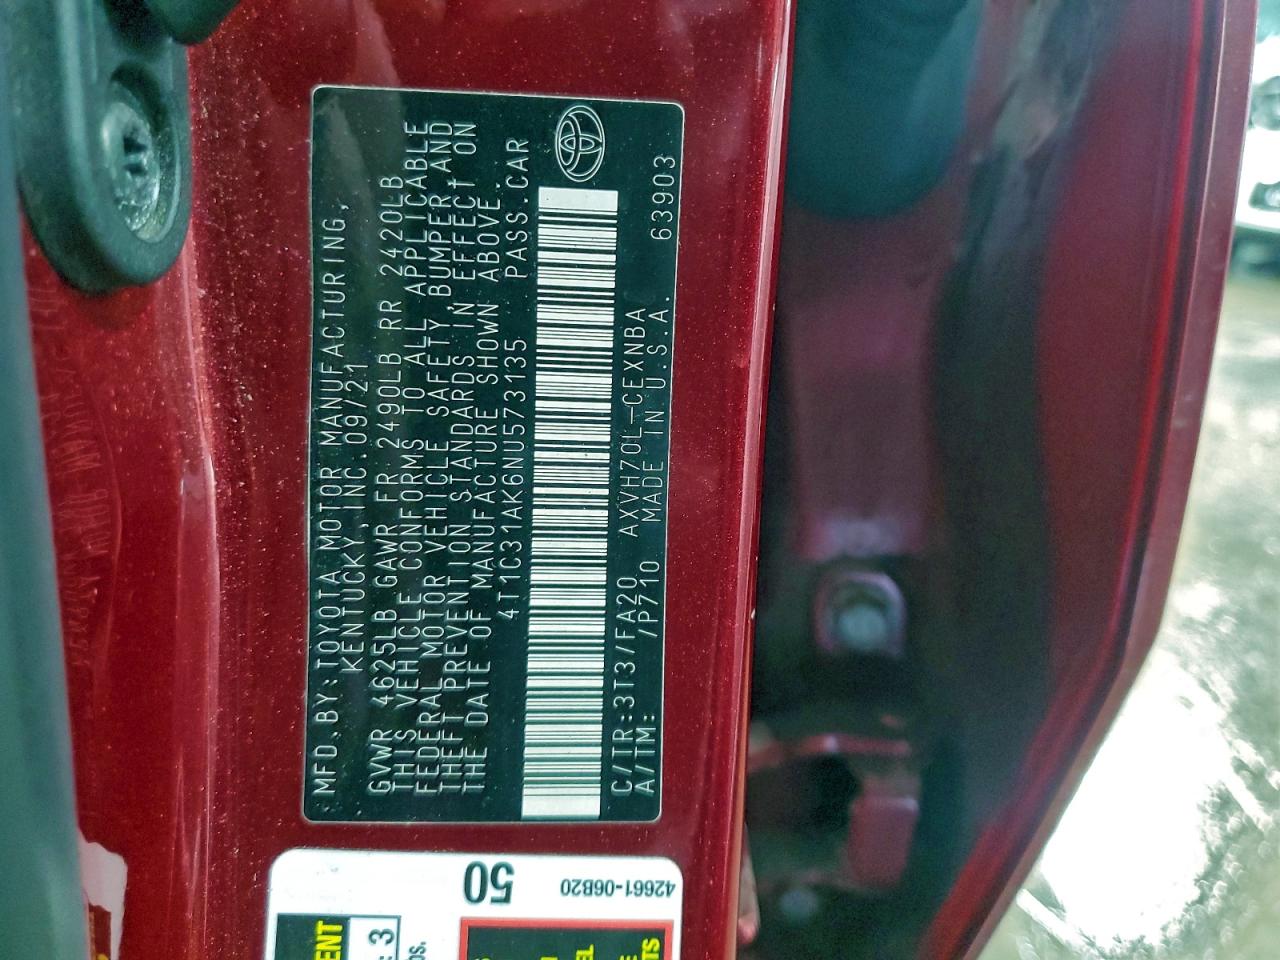 MFD.BY:TOYOTA MOTOR MANUFACTURING,
KENTUCKY, INC. 09/21
GVWR 4625LB GAWR FR 2490LB RR 2420LB
THIS VEHICLE CONFORMS TO ALL APPLICABLE
FEDERAL MOTOR VEHICLE SAFETY, BUMPER, AND
THEFT PREVENTION STANDARDS IN EFFECT ON
THE DATE OF MANUFACTURE SHOWN ABOVE.
4T1C31AK6NU573135 PASS.CAR
C/TR:3T3/FA20 AXVH70L-CEXNBA
A/TM: /P710 MADE IN U.S.A. 63903
50
42661-06B20
3